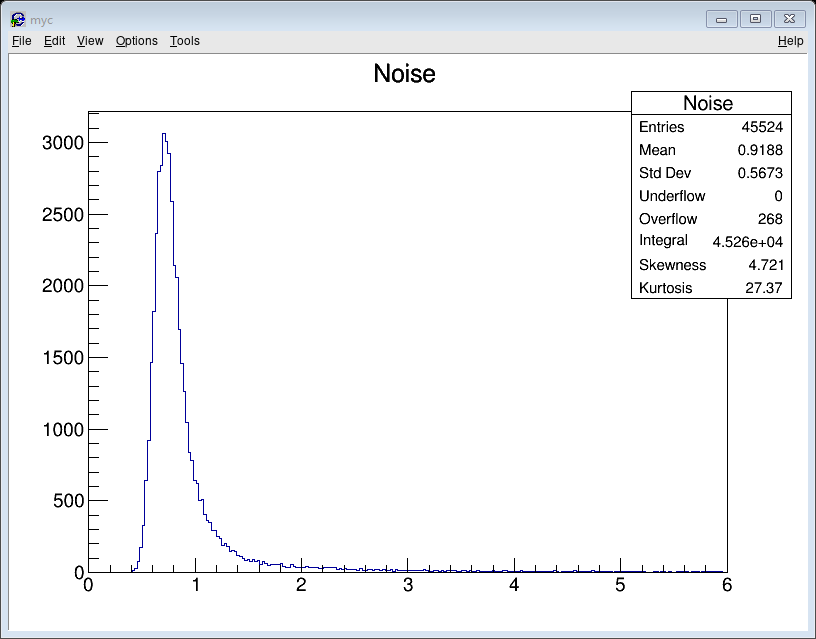 myc
File Edit View Options Tools Help
Noise
Noise
Entries 45524
Mean 0.9188
Std Dev 0.5673
Underflow 0
Overflow 268
Integral 4.526e+04
Skewness 4.721
Kurtosis 27.37
3000
2500
2000
1500
1000
500
0
0 1 2 3 4 5 6